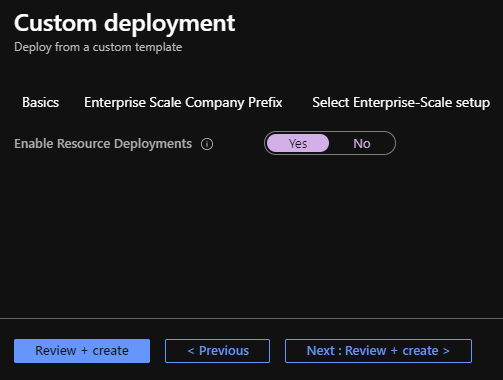 Custom deployment
Deploy from a custom template
Basics Enterprise Scale Company Prefix Select Enterprise-Scale setup
Enable Resource Deployments Yes No
Review + create < Previous Next : Review + create >